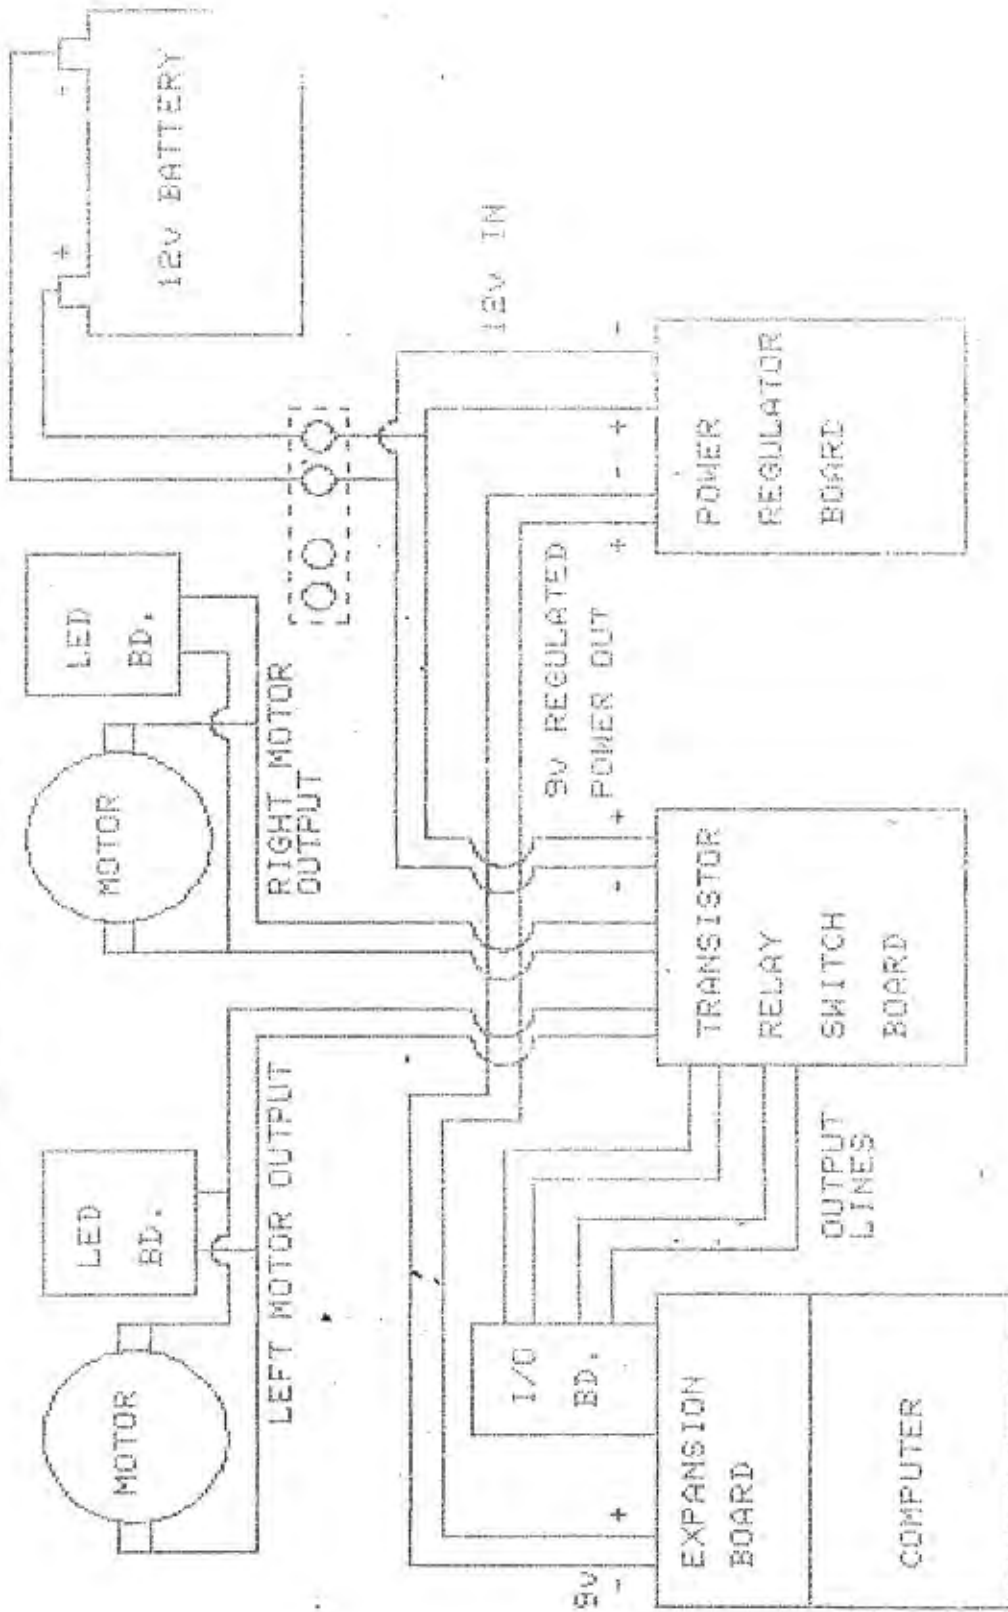 MOTOR
LED
BD.
MOTOR
LED
BD.
-
+
12v BATTERY
LEFT MOTOR OUTPUT
RIGHT MOTOR
OUTPUT
12v IN
9v REGULATED
POWER OUT
9v
-
+
I/O
BD.
OUTPUT
LINES
-
+
+
-
+
-
EXPANSION
BOARD
COMPUTER
TRANSISTOR
RELAY
SWITCH
BOARD
POWER
REGULATOR
BOARD